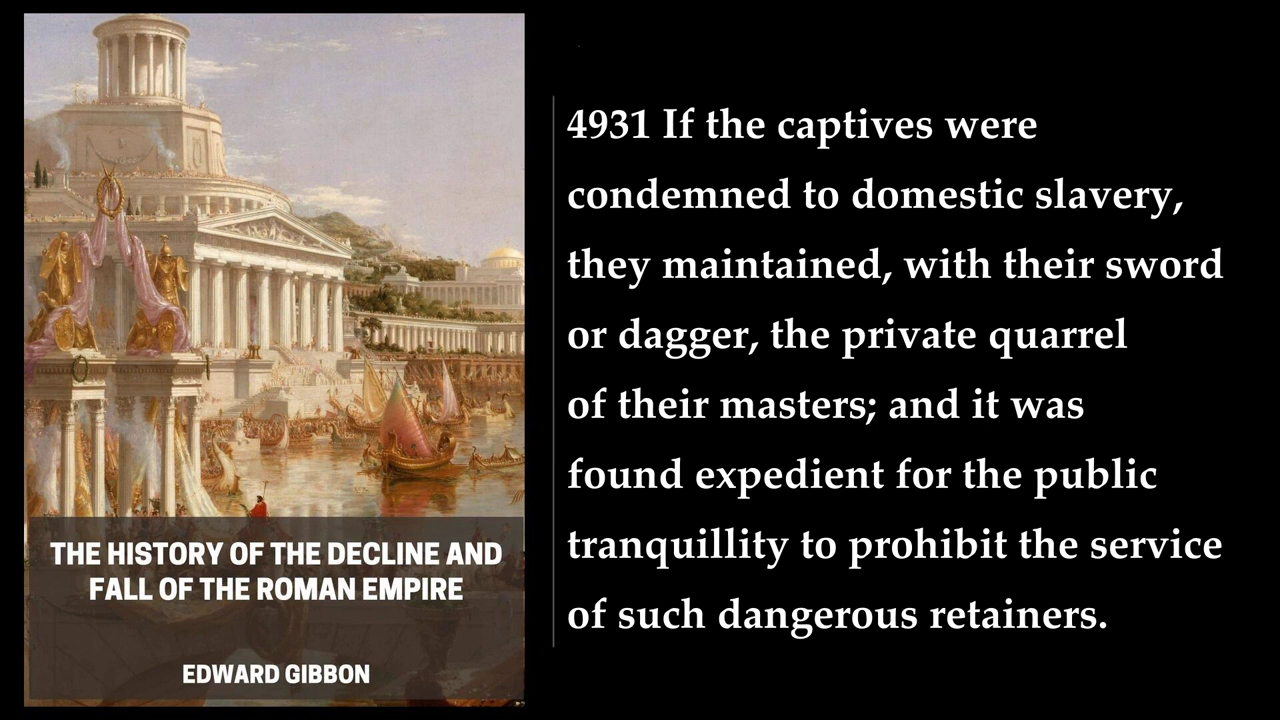 THE HISTORY OF THE DECLINE AND
FALL OF THE ROMAN EMPIRE
EDWARD GIBBON
4931 If the captives were
condemned to domestic slavery,
they maintained, with their sword
or dagger, the private quarrel
of their masters; and it was
found expedient for the public
tranquillity to prohibit the service
of such dangerous retainers.